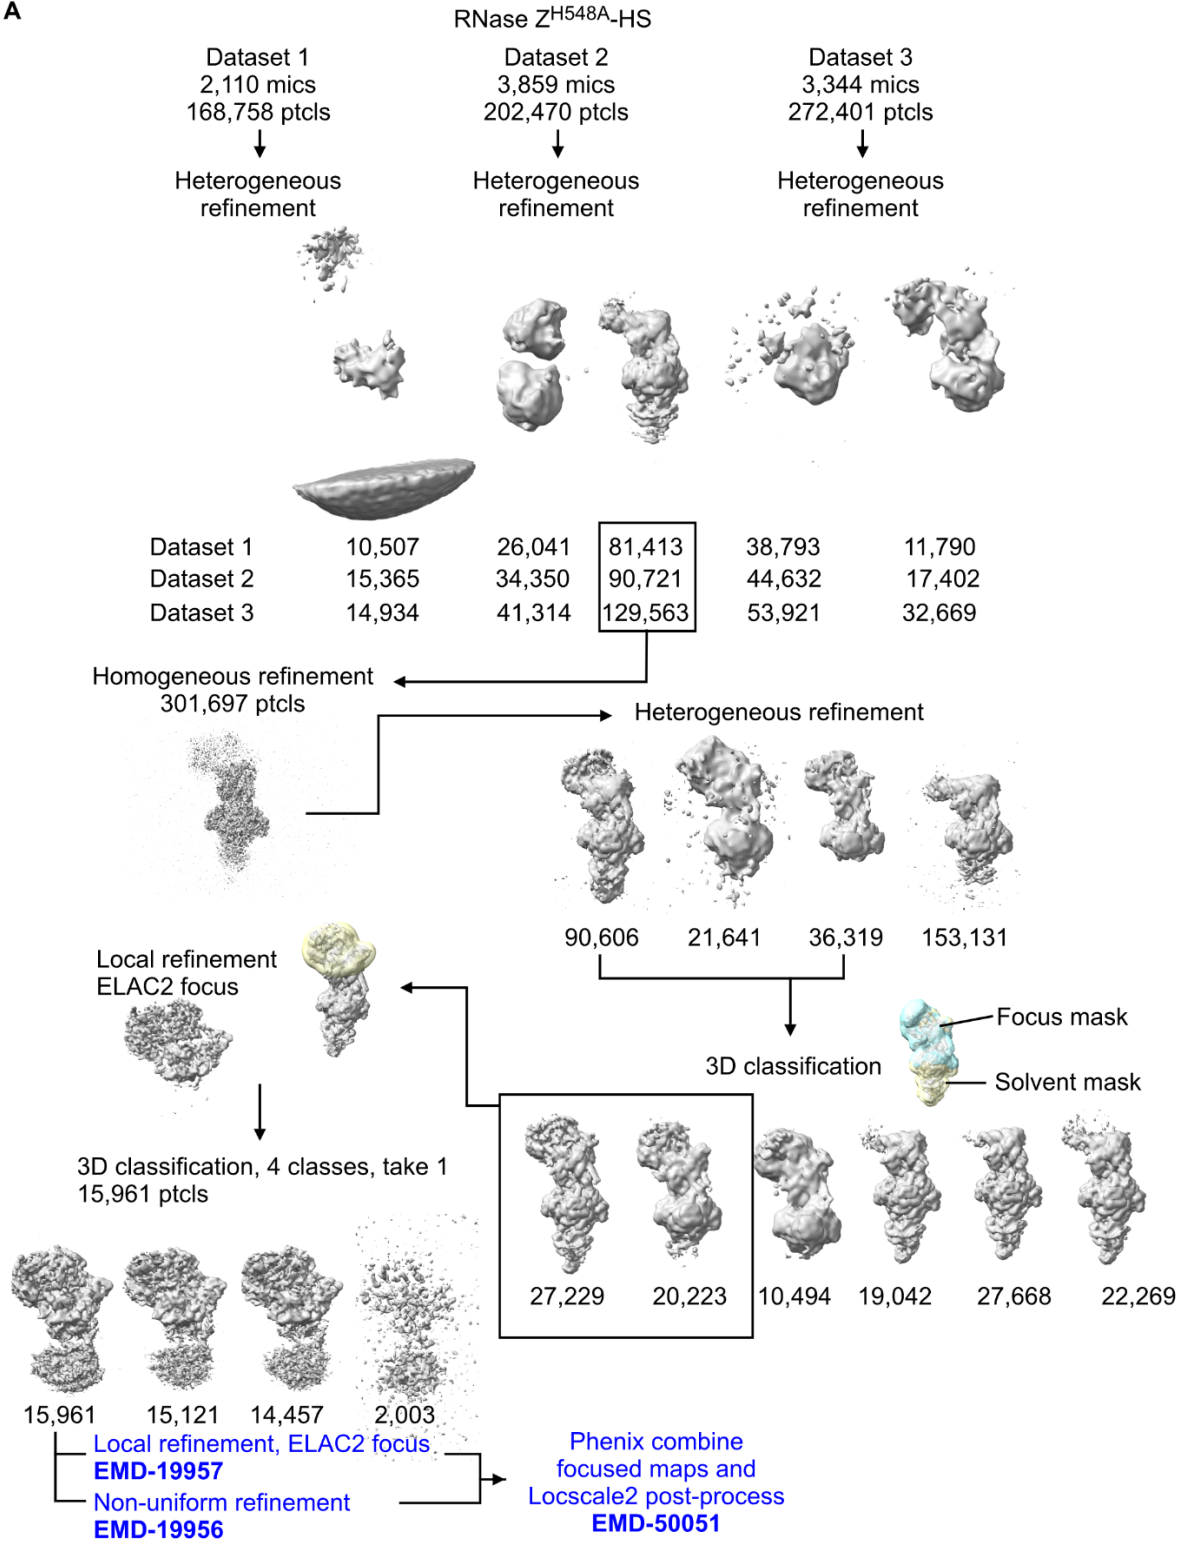 A
RNase Z^H548A-HS
Dataset 1
2,110 mics
168,758 ptcls
Dataset 2
3,859 mics
202,470 ptcls
Dataset 3
3,344 mics
272,401 ptcls
Heterogeneous
refinement
Heterogeneous
refinement
Heterogeneous
refinement
Dataset 1 10,507 26,041 81,413 38,793 11,790
Dataset 2 15,365 34,350 90,721 44,632 17,402
Dataset 3 14,934 41,314 129,563 53,921 32,669
Homogeneous refinement
301,697 ptcls
Heterogeneous refinement
90,606 21,641 36,319 153,131
Local refinement
ELAC2 focus
3D classification
Focus mask
Solvent mask
27,229 20,223 10,494 19,042 27,668 22,269
3D classification, 4 classes, take 1
15,961 ptcls
15,961 15,121 14,457 2,003
Local refinement, ELAC2 focus
EMD-19957
Non-uniform refinement
EMD-19956
Phenix combine
focused maps and
Locscale2 post-process
EMD-50051